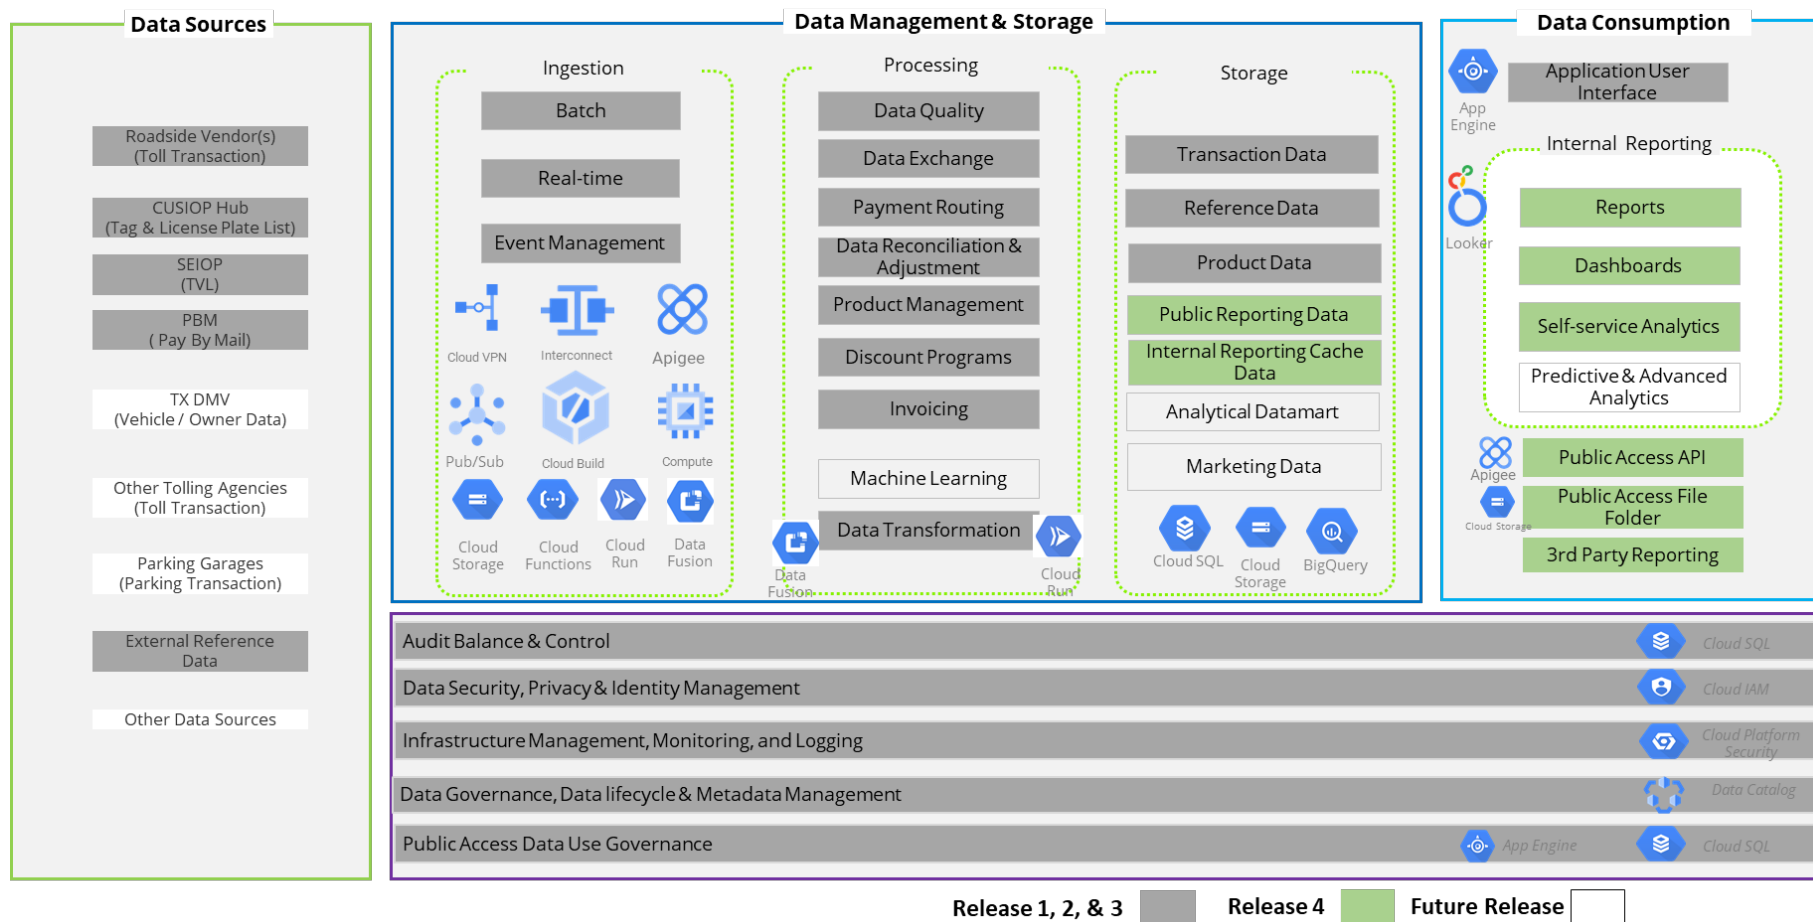 Data Sources
Roadside Vendor(s)
(Toll Transaction)
CUSIOP Hub
(Tag & License Plate List)
SEIOP
(TVL)
PBM
( Pay By Mail)
TX DMV
(Vehicle / Owner Data)
Other Tolling Agencies
(Toll Transaction)
Parking Garages
(Parking Transaction)
External Reference
Data
Other Data Sources
Data Management & Storage
Ingestion
Batch
Real-time
Event Management
Cloud VPN
Interconnect
Apigee
Pub/Sub
Cloud Build
Compute
Cloud
Storage
Cloud
Functions
Cloud
Run
Data
Fusion
Processing
Data Quality
Data Exchange
Payment Routing
Data Reconciliation &
Adjustment
Product Management
Discount Programs
Invoicing
Machine Learning
Data Transformation
Data
Fusion
Cloud
Run
Storage
Transaction Data
Reference Data
Product Data
Public Reporting Data
Internal Reporting Cache
Data
Analytical Datamart
Marketing Data
Cloud SQL
Cloud
Storage
BigQuery
Data Consumption
App
Engine
Application User
Interface
Internal Reporting
Looker
Reports
Dashboards
Self-service Analytics
Predictive & Advanced
Analytics
Apigee
Public Access API
Cloud Storage
Public Access File
Folder
3rd Party Reporting
Audit Balance & Control
Cloud SQL
Data Security, Privacy & Identity Management
Cloud IAM
Infrastructure Management, Monitoring, and Logging
Cloud Platform
Security
Data Governance, Data lifecycle & Metadata Management
Data Catalog
Public Access Data Use Governance
App Engine
Cloud SQL
Release 1, 2, & 3
Release 4
Future Release